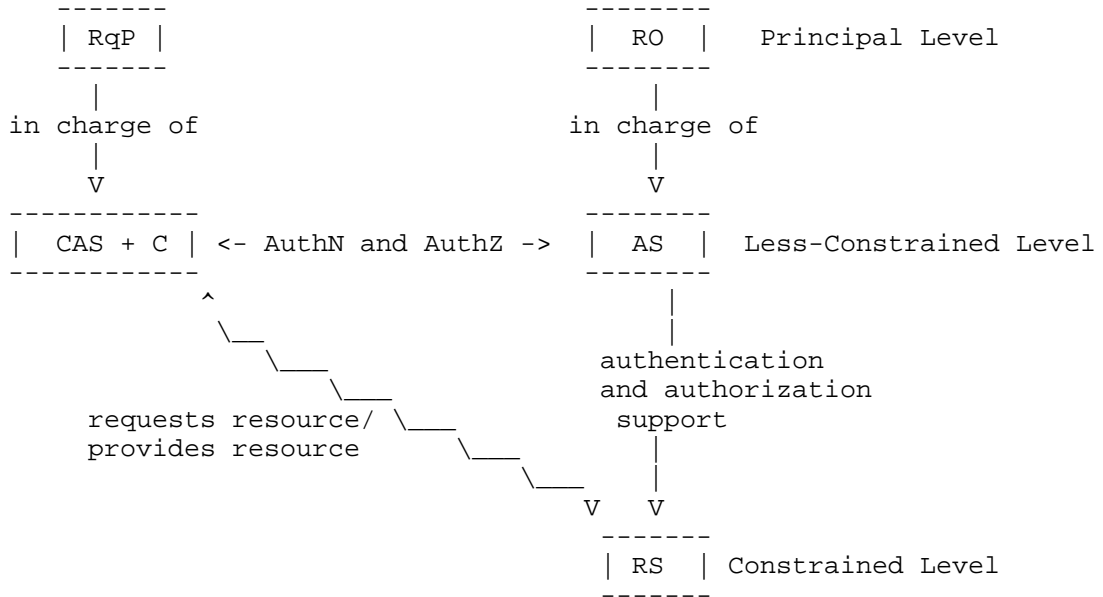 RqP RO Principal Level
in charge of in charge of
CAS + C <- AuthN and AuthZ -> AS Less-Constrained Level
authentication
and authorization
requests resource/ support
provides resource
RS Constrained Level